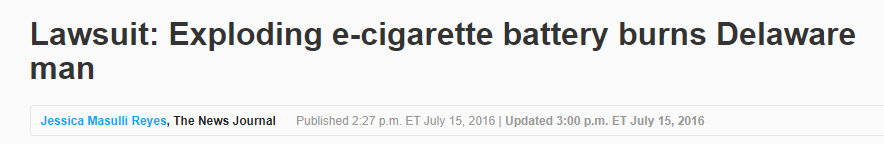 Lawsuit: Exploding e-cigarette battery burns Delaware
man
Jessica Masulli Reyes, The News Journal Published 2:27 p.m. ET July 15, 2016 | Updated 3:00 p.m. ET July 15, 2016